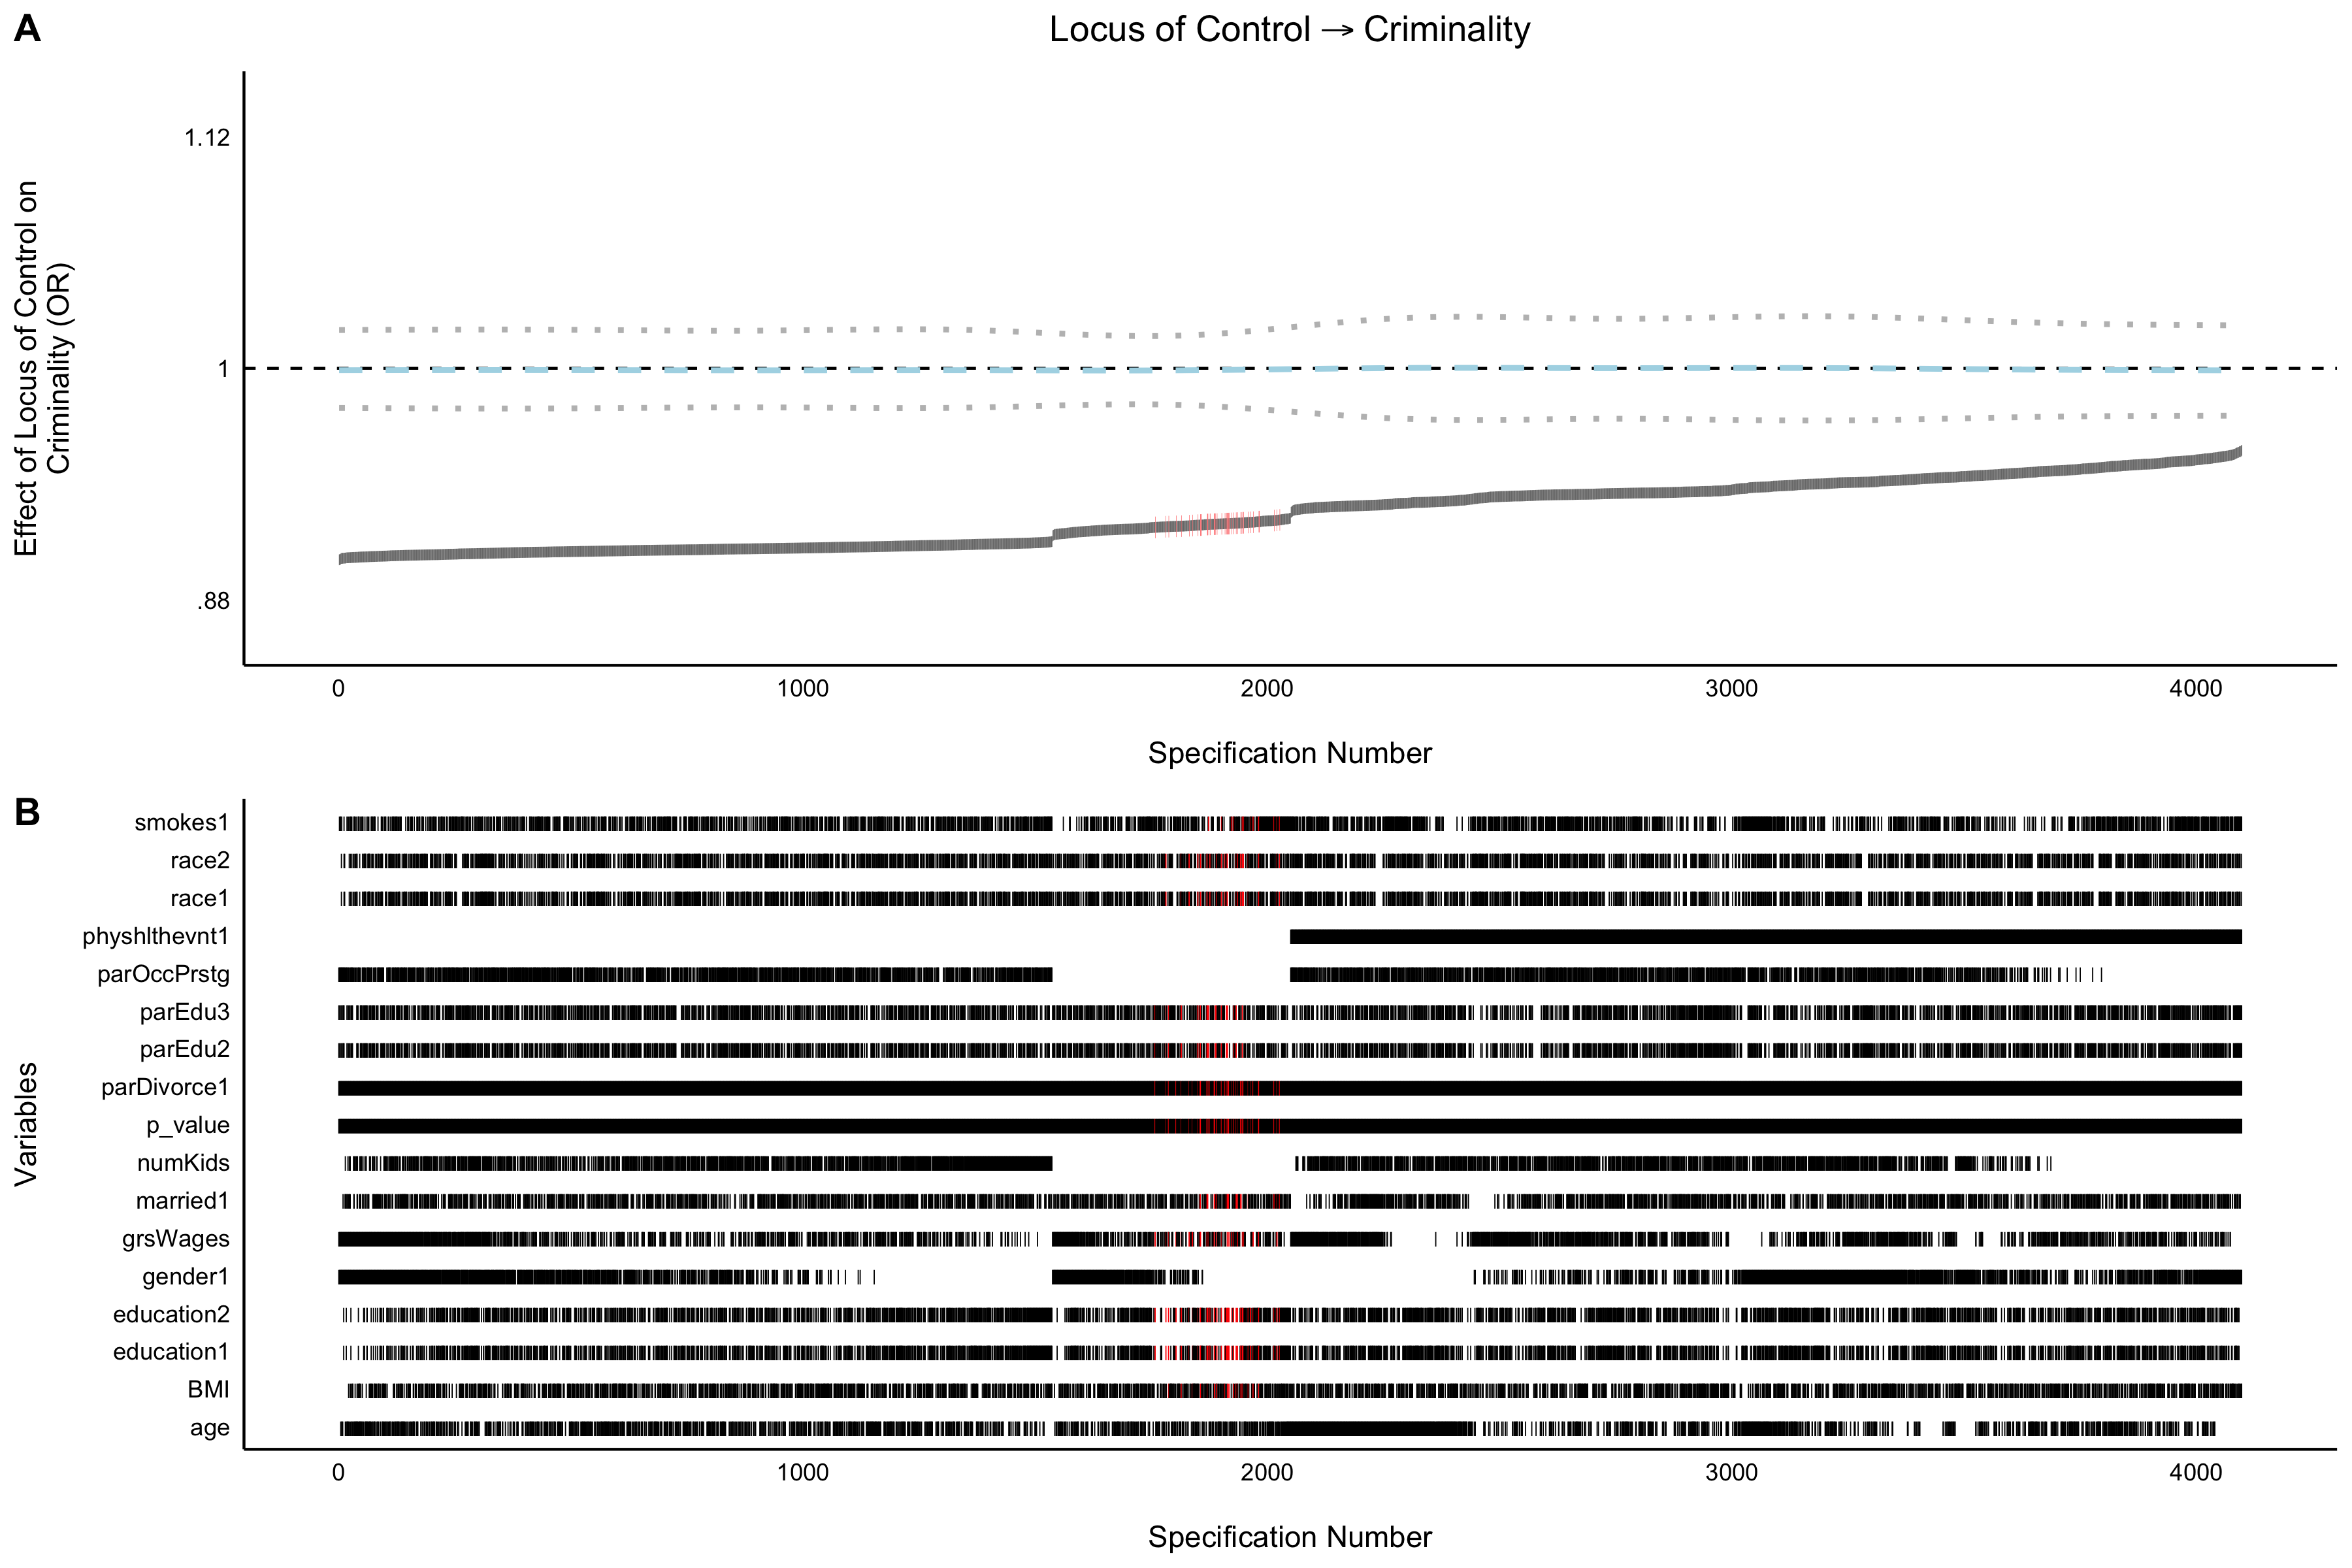 A
Locus of Control → Criminality
Effect of Locus of Control on
Criminality (OR)
1.12
1
.88
0 1000 2000 3000 4000
Specification Number
B
Variables
smokes1
race2
race1
physhlthevnt1
parOccPrstg
parEdu3
parEdu2
parDivorce1
p_value
numKids
married1
grsWages
gender1
education2
education1
BMI
age
0 1000 2000 3000 4000
Specification Number